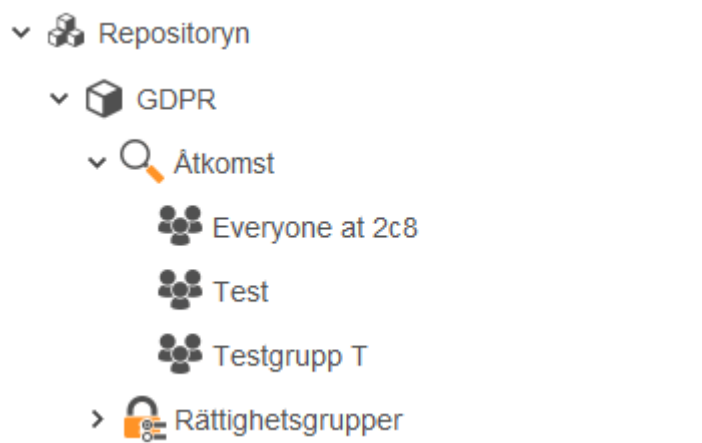 Repositoryn
GDPR
Åtkomst
Everyone at 2c8
Test
Testgrupp T
Rättighetsgrupper